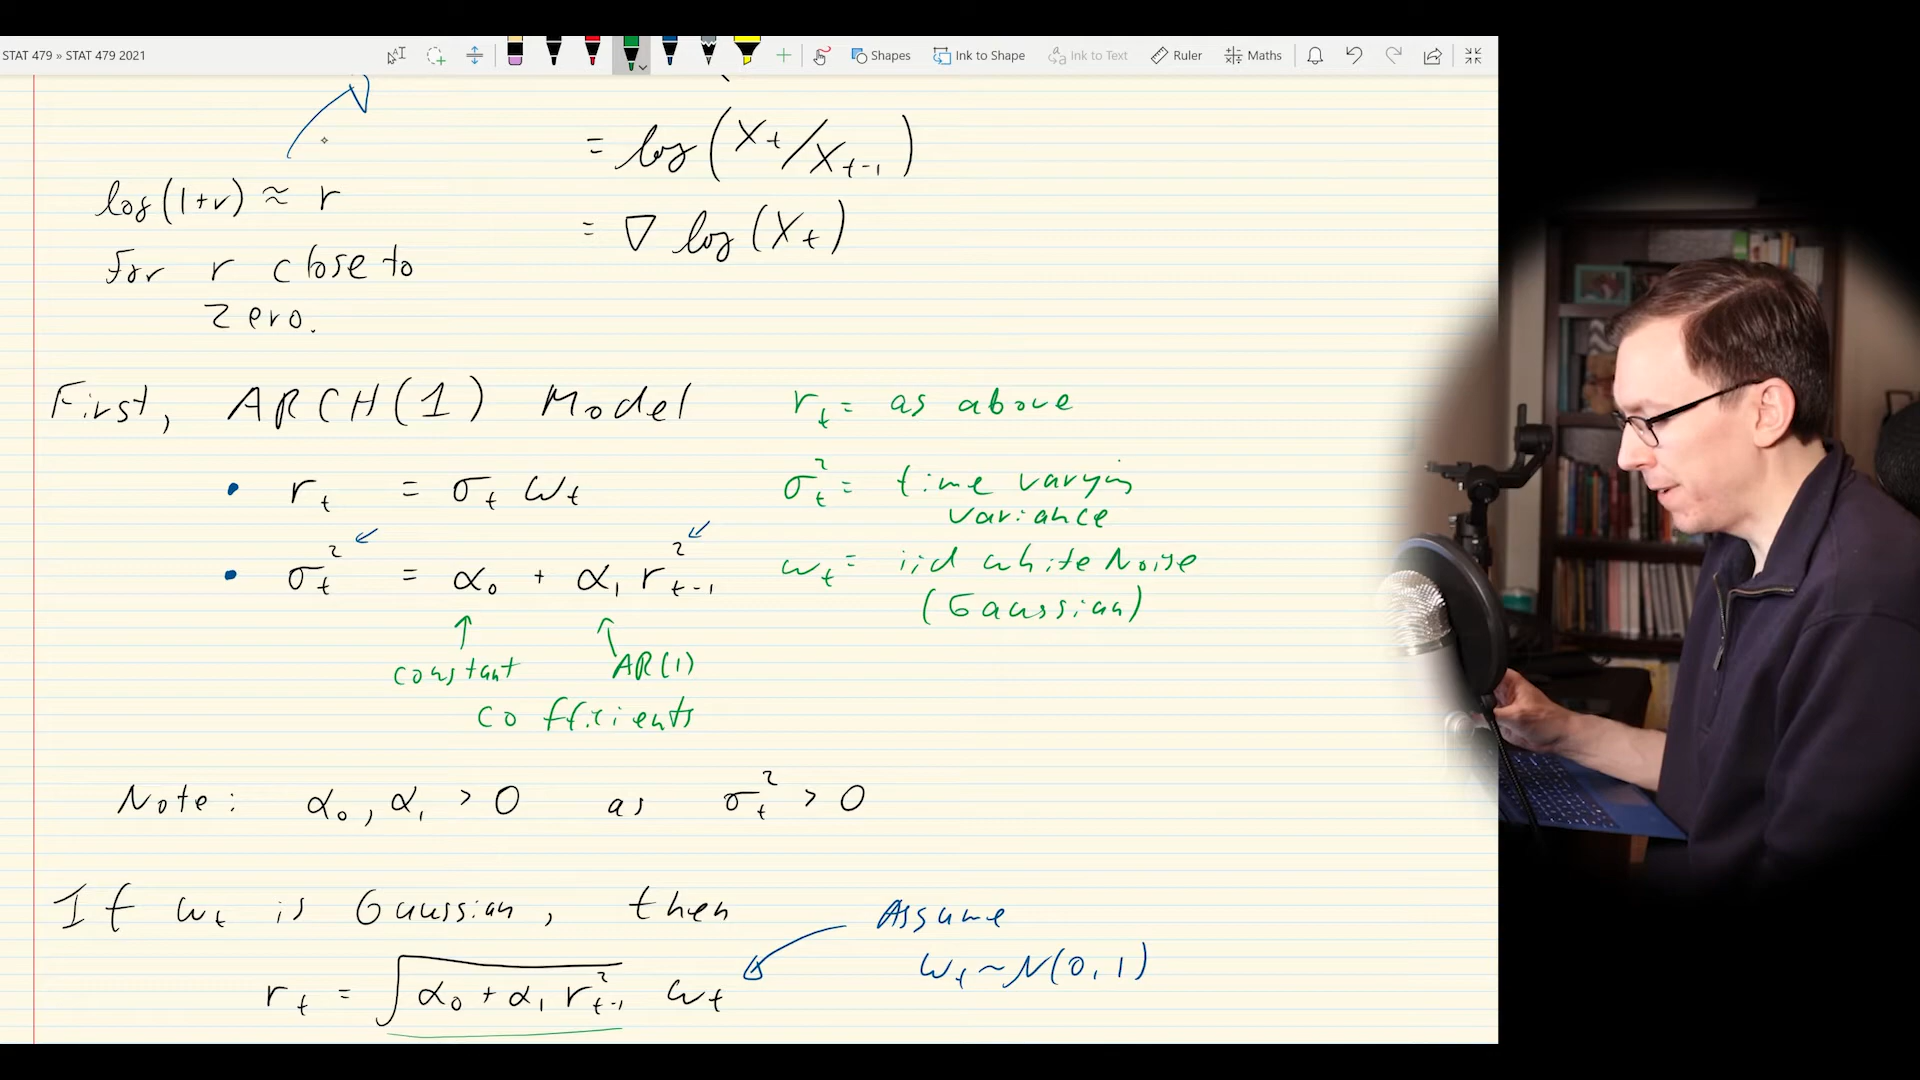 STAT 479 » STAT 479 2021
Shapes
Ink to Shape
Ink to Text
Ruler
Maths
= log(Xt/Xt-1)
log(1+r) ≈ r
= ∇ log(Xt)
For r close to
zero.
First, ARCH(1) Model
rt = as above
• rt = σt wt
σt² = time varying
variance
• σt² = α0 + α1 r²t-1
wt = iid white Noise
(Gaussian)
constant
AR(1)
cofficients
Note: α0, α1 > 0 as σt² > 0
If wt is Gaussian, then
Assume
wt ~ N(0,1)
rt = √(α0 + α1 r²t-1) wt